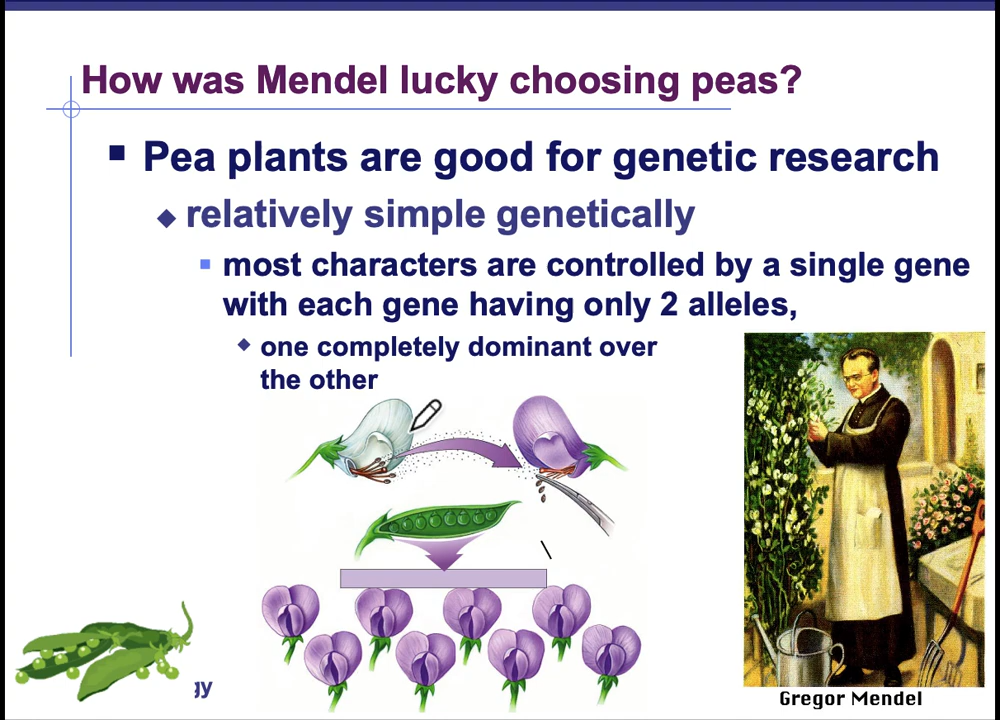 How was Mendel lucky choosing peas?
Pea plants are good for genetic research
relatively simple genetically
most characters are controlled by a single gene
with each gene having only 2 alleles,
one completely dominant over
the other
Gregor Mendel